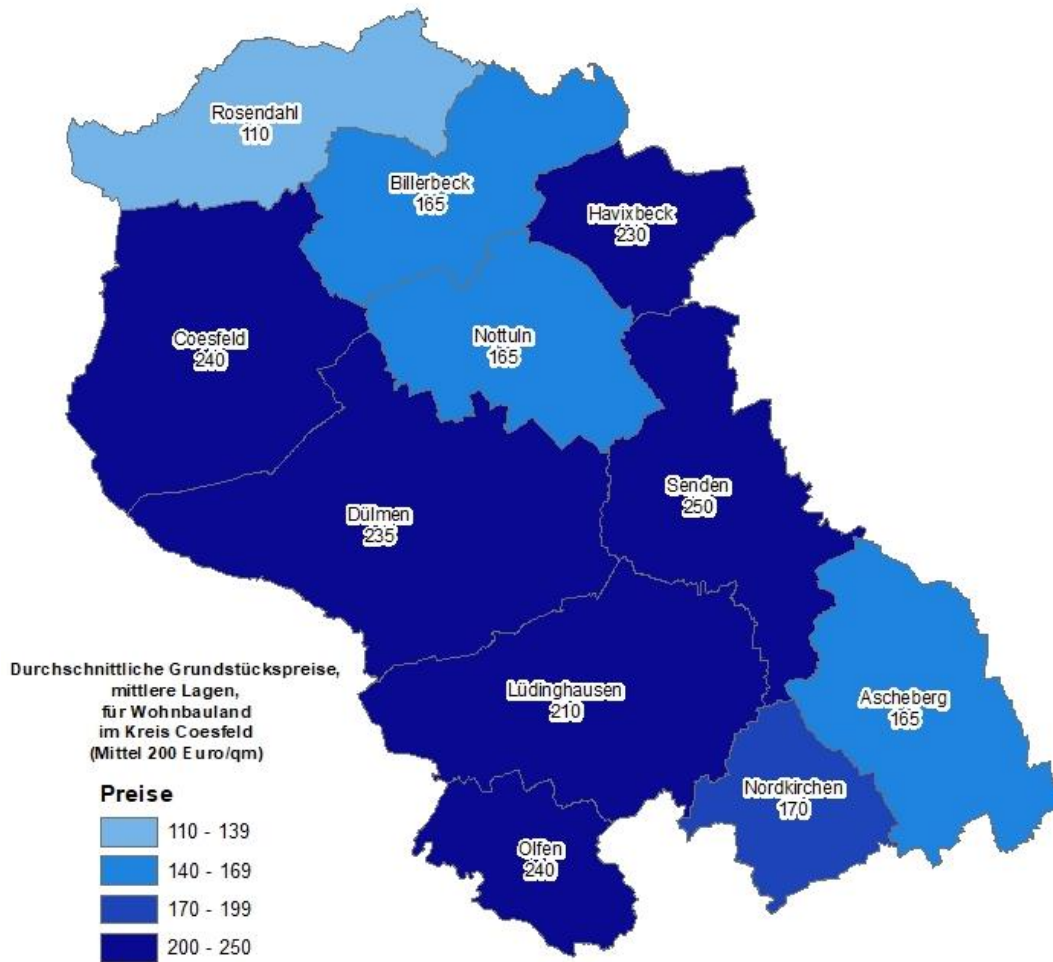 Rosendahl
110
Billerbeck
165
Havixbeck
230
Coesfeld
240
Nottuln
165
Senden
250
Dülmen
235
Lüdinghausen
210
Ascheberg
165
Nordkirchen
170
Olfen
240
Durchschnittliche Grundstückspreise,
mittlere Lagen,
für Wohnbauland
im Kreis Coesfeld
(Mittel 200 Euro/qm)
Preise
110 - 139
140 - 169
170 - 199
200 - 250